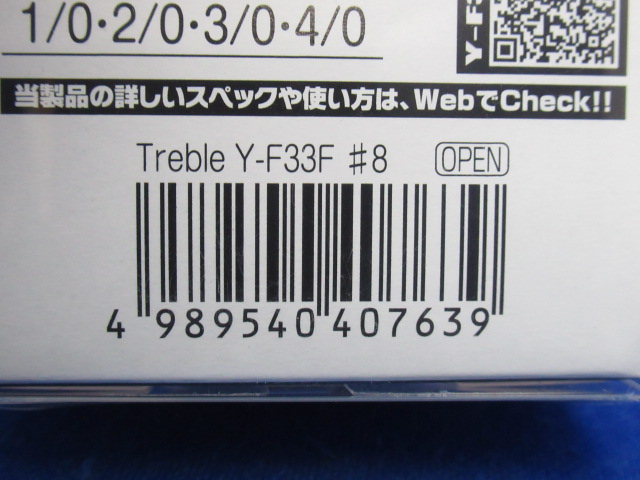 1/0・2/0・3/0・4/0
Y-F3
当製品の詳しいスペックや使い方は、WebでCheck!!
Treble Y-F33F ♯8 OPEN
4 989540 407639